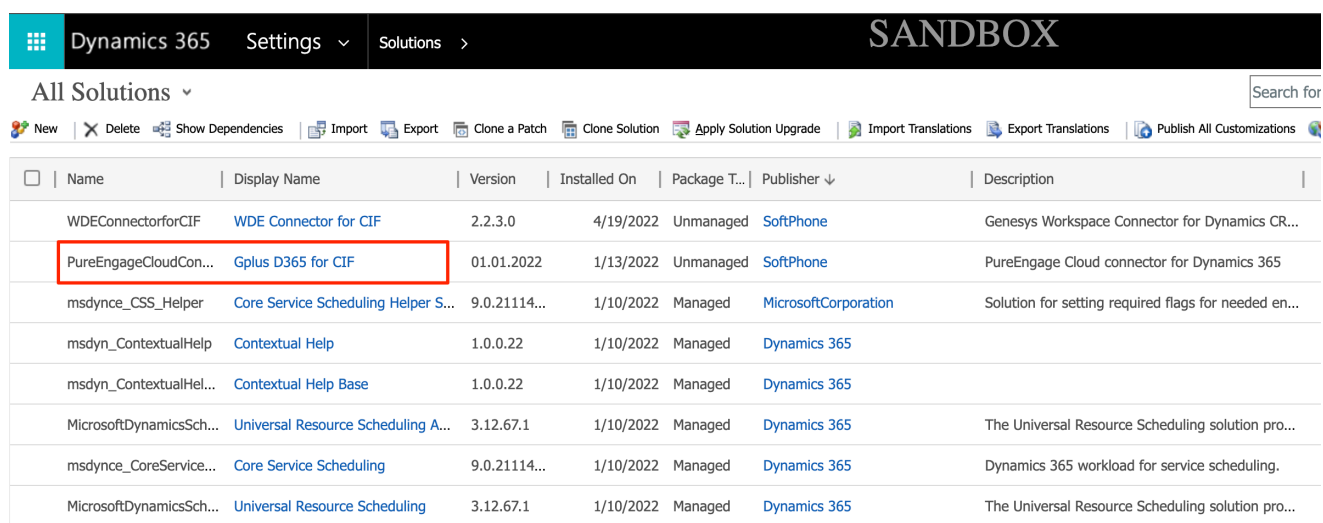 Dynamics 365 Settings Solutions SANDBOX
All Solutions
Search for
New Delete Show Dependencies Import Export Clone a Patch Clone Solution Apply Solution Upgrade Import Translations Export Translations Publish All Customizations
Name Display Name Version Installed On Package T... Publisher Description
WDEConnectorforCIF WDE Connector for CIF 2.2.3.0 4/19/2022 Unmanaged SoftPhone Genesys Workspace Connector for Dynamics CR...
PureEngageCloudCon... Gplus D365 for CIF 01.01.2022 1/13/2022 Unmanaged SoftPhone PureEngage Cloud connector for Dynamics 365
msdynce_CSS_Helper Core Service Scheduling Helper S... 9.0.21114... 1/10/2022 Managed MicrosoftCorporation Solution for setting required flags for needed en...
msdyn_ContextualHelp Contextual Help 1.0.0.22 1/10/2022 Managed Dynamics 365
msdyn_ContextualHel... Contextual Help Base 1.0.0.22 1/10/2022 Managed Dynamics 365
MicrosoftDynamicsSch... Universal Resource Scheduling A... 3.12.67.1 1/10/2022 Managed Dynamics 365 The Universal Resource Scheduling solution pro...
msdynce_CoreService... Core Service Scheduling 9.0.21114... 1/10/2022 Managed Dynamics 365 Dynamics 365 workload for service scheduling.
MicrosoftDynamicsSch... Universal Resource Scheduling 3.12.67.1 1/10/2022 Managed Dynamics 365 The Universal Resource Scheduling solution pro...